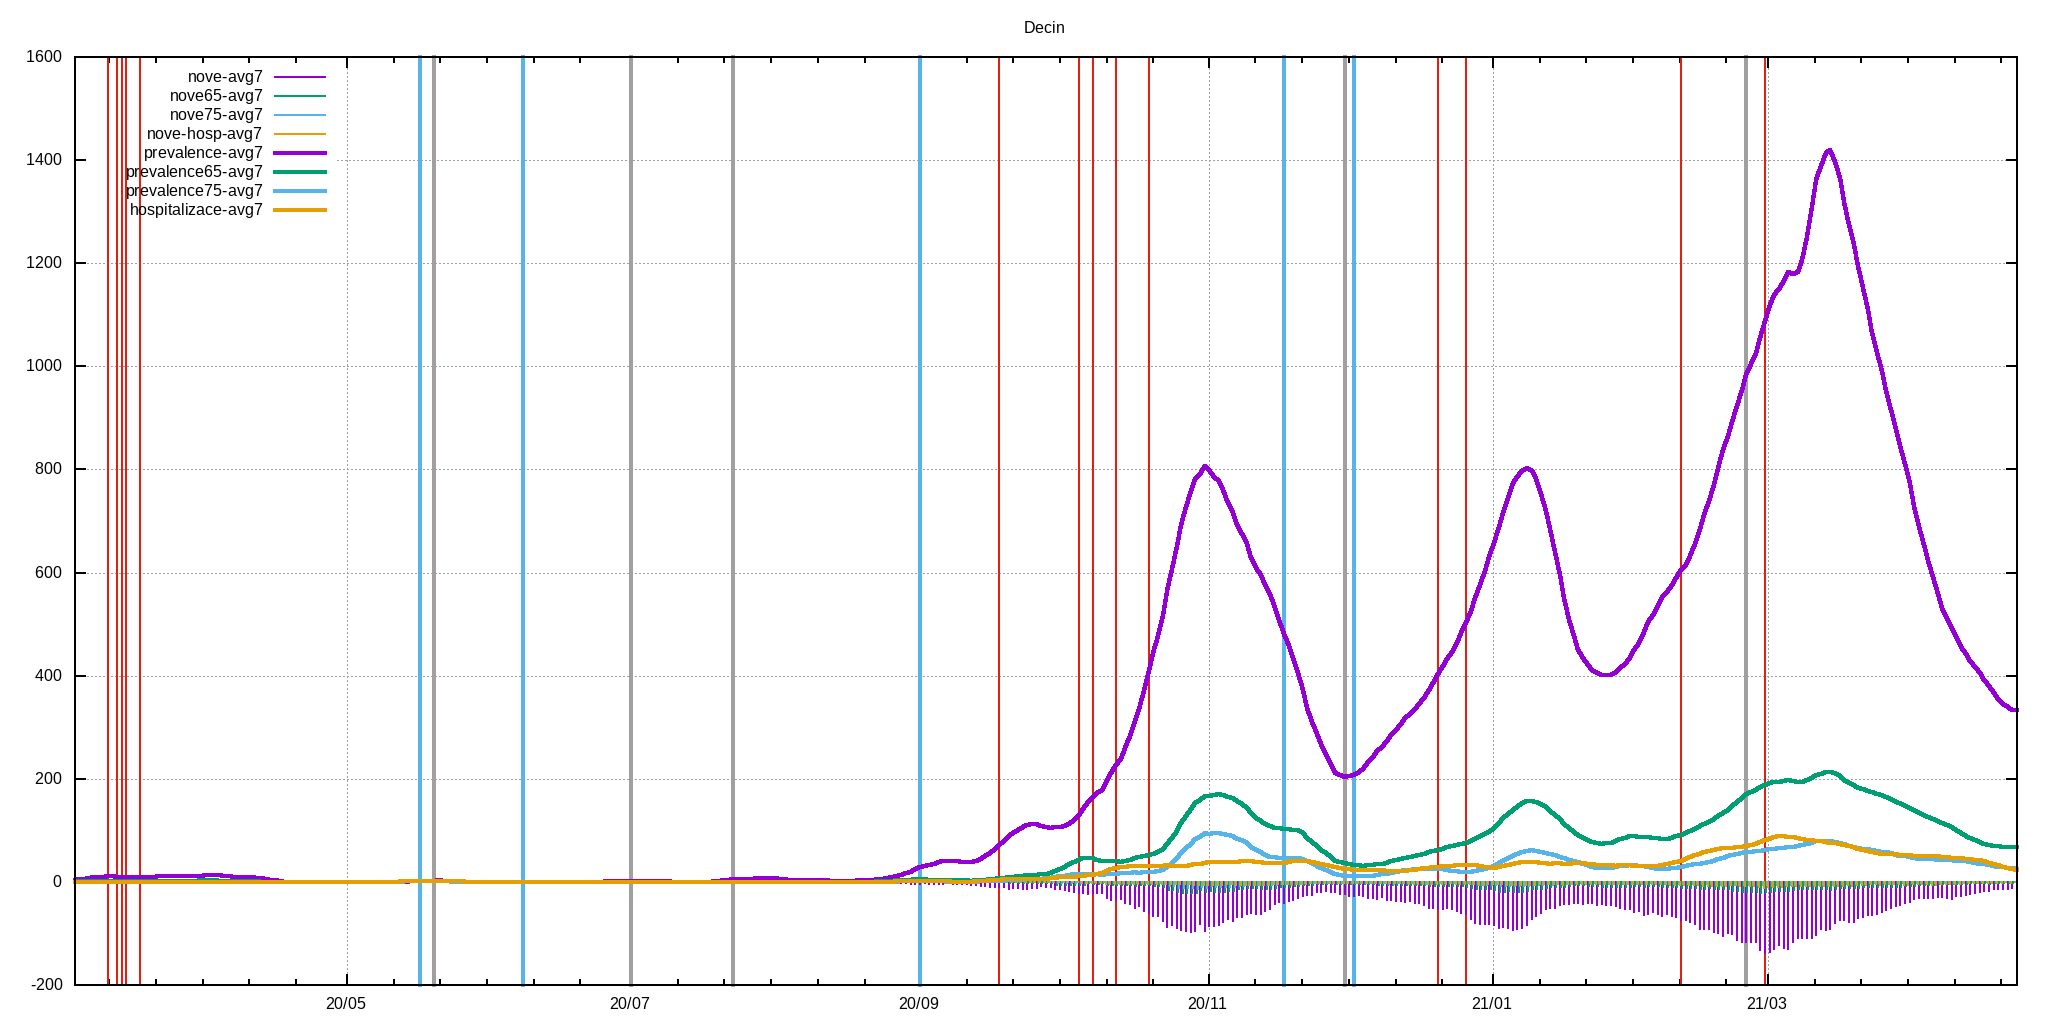 Decin
1600
1400
1200
1000
800
600
400
200
0
-200
nove-avg7
nove65-avg7
nove75-avg7
nove-hosp-avg7
prevalence-avg7
prevalence65-avg7
prevalence75-avg7
hospitalizace-avg7
20/05
20/07
20/09
20/11
21/01
21/03